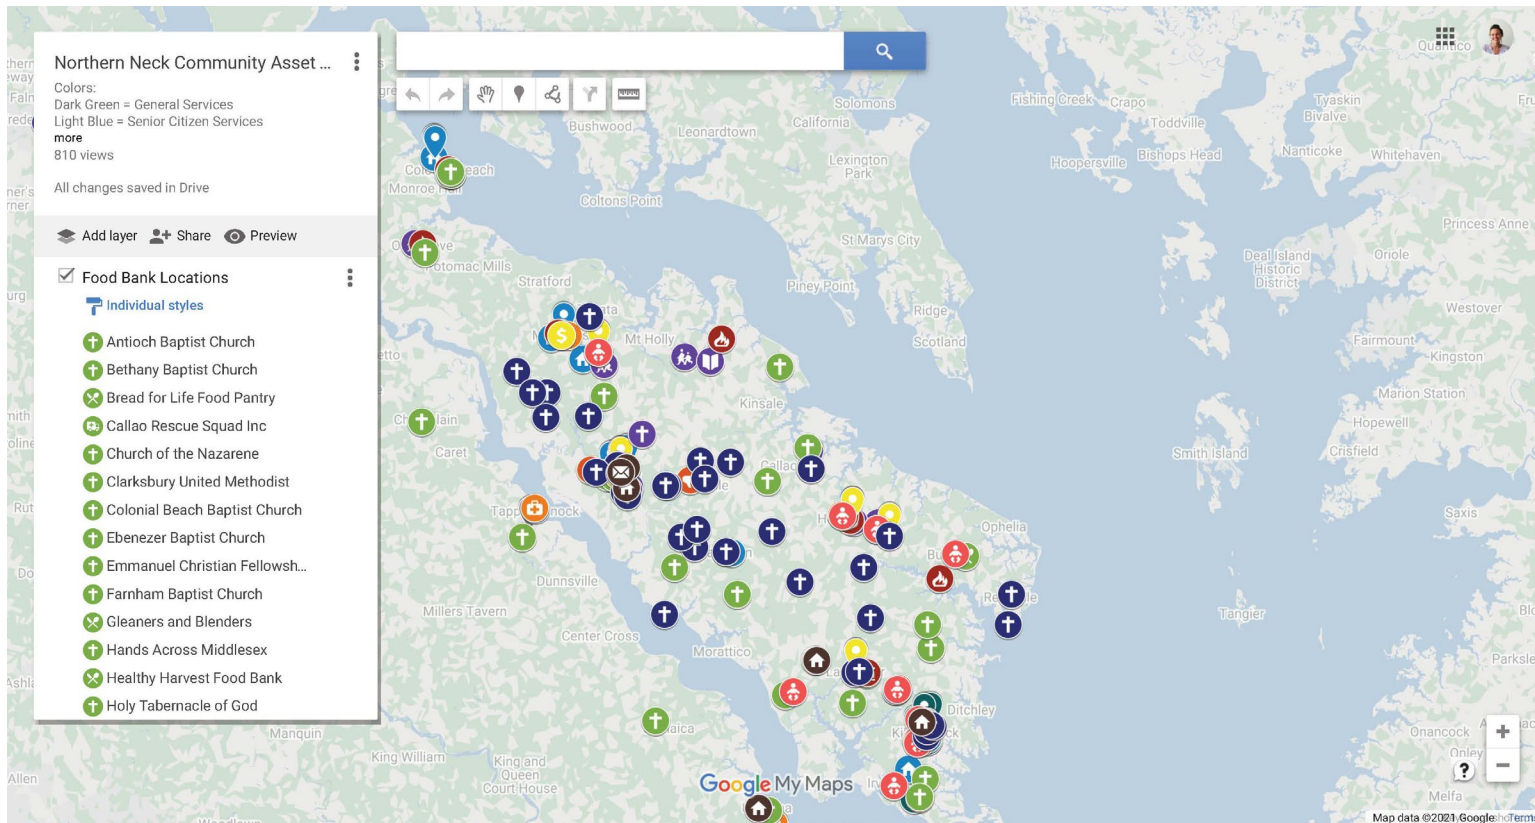 Northern Neck Community Asset ...
Colors:
Dark Green = General Services
Light Blue = Senior Citizen Services
more
810 views
All changes saved in Drive
Add layer
Share
Preview
Food Bank Locations
Individual styles
Antioch Baptist Church
Bethany Baptist Church
Bread for Life Food Pantry
Callao Rescue Squad Inc
Church of the Nazarene
Clarksbury United Methodist
Colonial Beach Baptist Church
Ebenezer Baptist Church
Emmanuel Christian Fellowsh...
Farnham Baptist Church
Gleaners and Blenders
Hands Across Middlesex
Healthy Harvest Food Bank
Holy Tabernacle of God
Quantico
Solomons
Fishing Creek
Crapo
Tyaskin
Bivalve
Toddville
California
Bushwood
Leonardtown
Lexington
Park
Hoopersville
Bishops Head
Nanticoke
Whitehaven
Coltons Point
Princess Anne
St Marys City
Deal Island
Historic
District
Oriole
Potomac Mills
Stratford
Piney Point
Ridge
Westover
Mt Holly
Scotland
Fairmount
Kingston
Marion Station
Kinsale
Hopewell
Smith Island
Crisfield
Caret
Saxis
Ophelia
Dunnsville
Millers Tavern
Tangier
Center Cross
Morattico
Ditchley
Manquin
King William
King and
Queen
Court House
Onancock
Onley
Melfa
Allen
Google My Maps
Map data ©2021 Google
Term